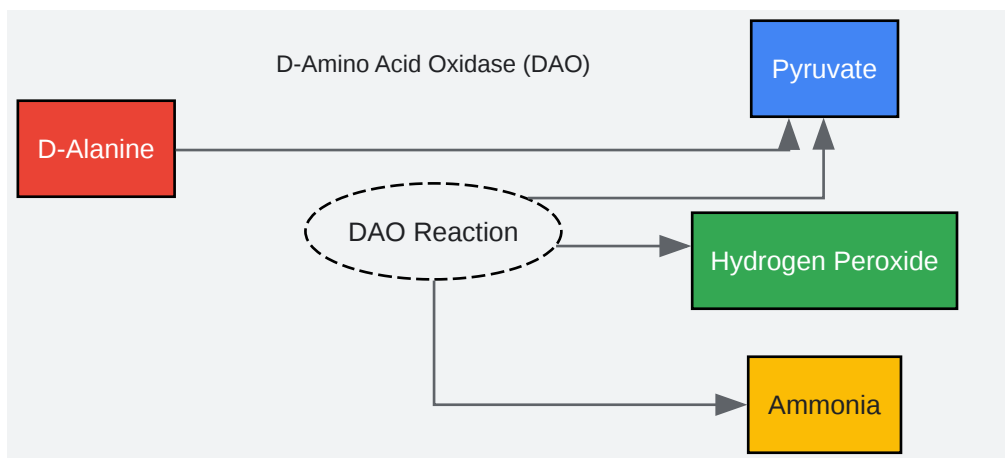 D-Amino Acid Oxidase (DAO)
Pyruvate
D-Alanine
DAO Reaction
Hydrogen Peroxide
Ammonia